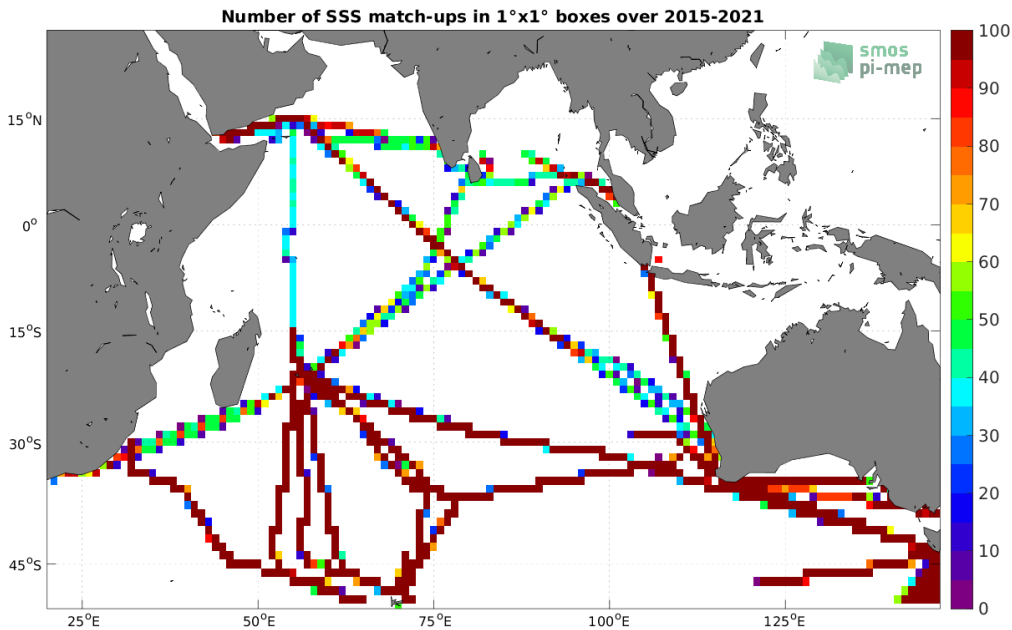 Number of SSS match-ups in 1°x1° boxes over 2015-2021
smos
pi-mep
15°N
0°
15°S
30°S
45°S
25°E
50°E
75°E
100°E
125°E
100
90
80
70
60
50
40
30
20
10
0